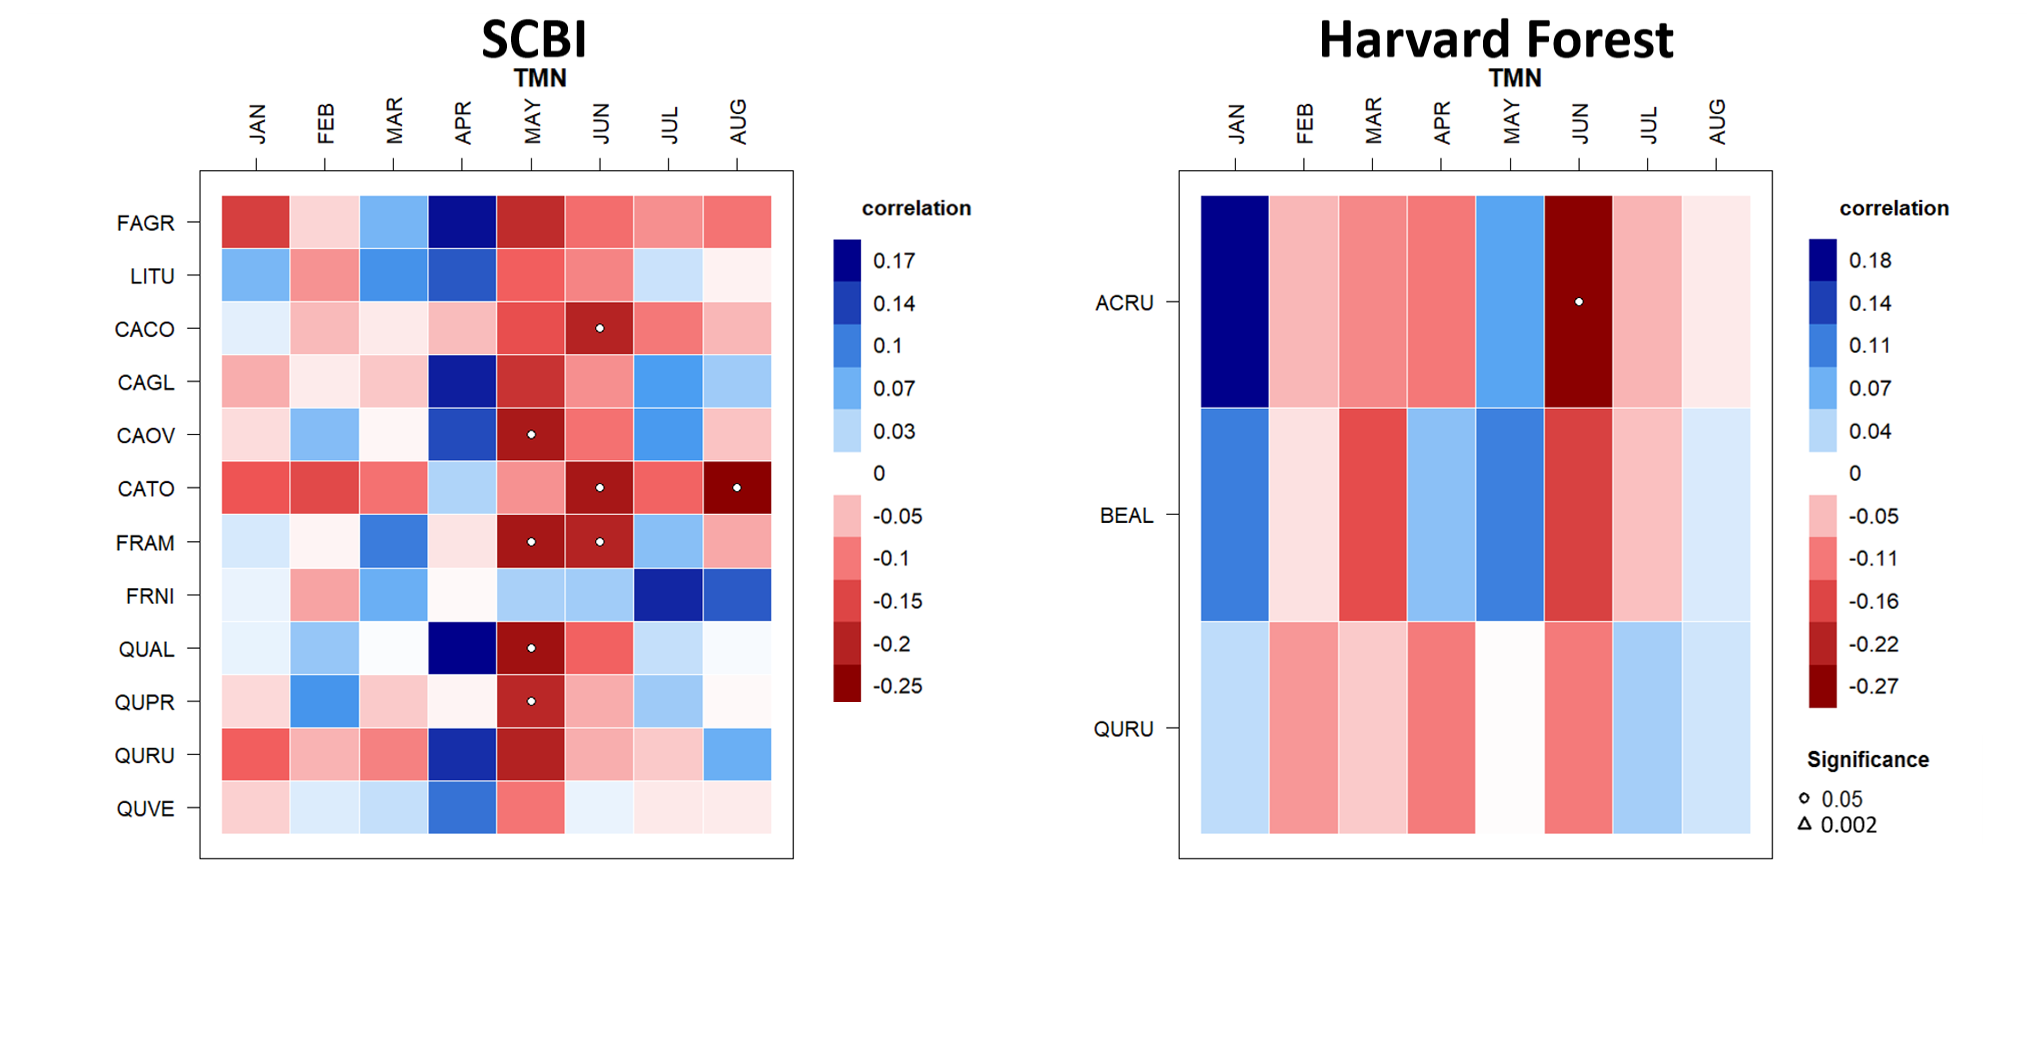 SCBI
TMN
JAN FEB MAR APR MAY JUN JUL AUG
FAGR
LITU
CACO
CAGL
CAOV
CATO
FRAM
FRNI
QUAL
QUPR
QURU
QUVE
correlation
0.17
0.14
0.1
0.07
0.03
0
-0.05
-0.1
-0.15
-0.2
-0.25
Harvard Forest
TMN
JAN FEB MAR APR MAY JUN JUL AUG
ACRU
BEAL
QURU
correlation
0.18
0.14
0.11
0.07
0.04
0
-0.05
-0.11
-0.16
-0.22
-0.27
Significance
0.05
0.002